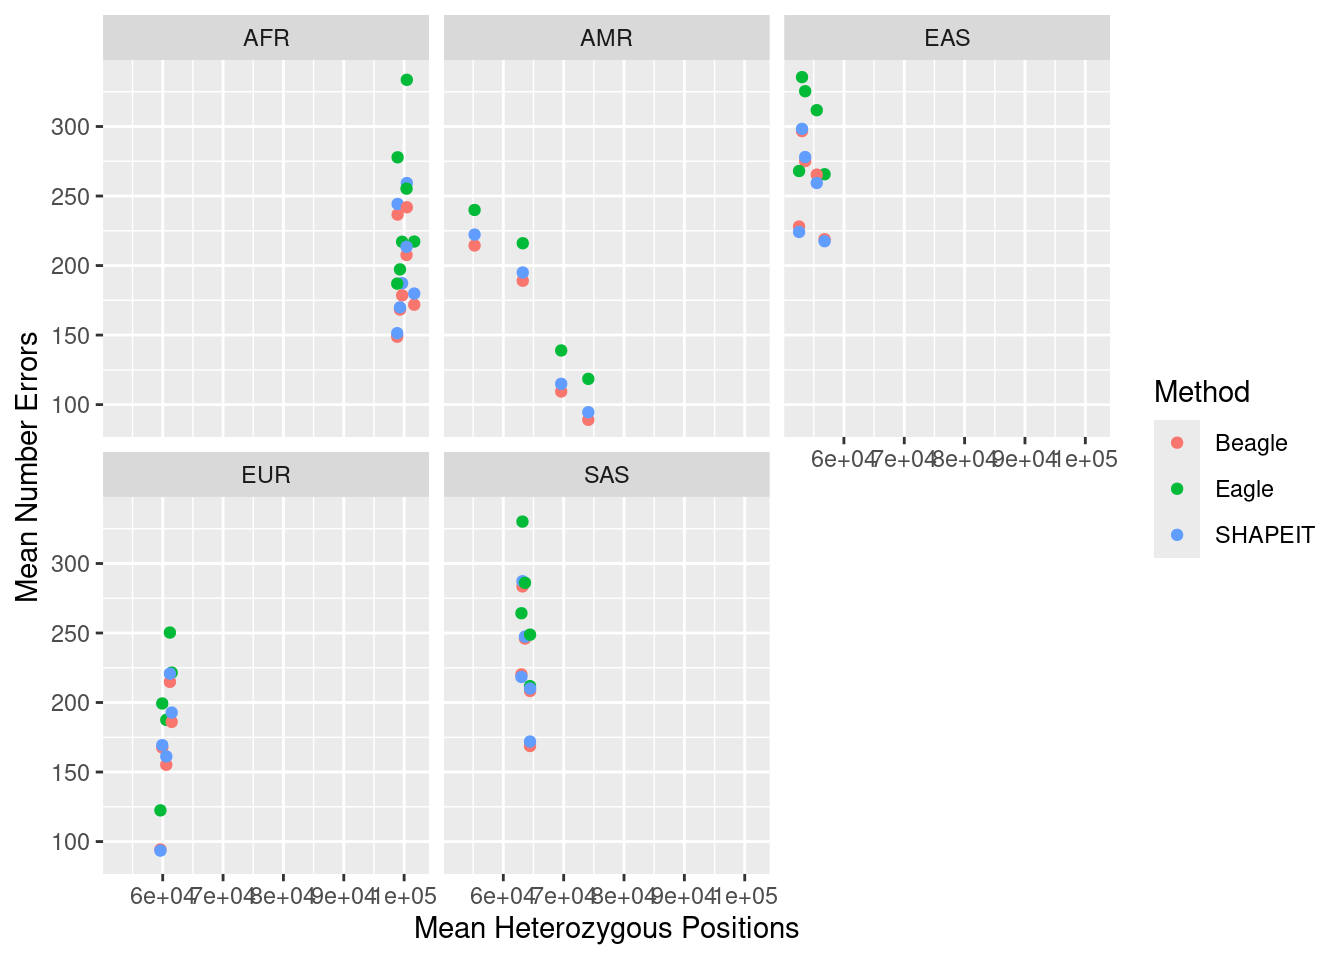 AFR
AMR
EAS
300
250
200
150
100
6e+04 7e+04 8e+04 9e+04 1e+05
EUR
SAS
300
250
200
150
100
6e+04 7e+04 8e+04 9e+04 1e+05
6e+04 7e+04 8e+04 9e+04 1e+05
Mean Heterozygous Positions
Mean Number Errors
Method
Beagle
Eagle
SHAPEIT